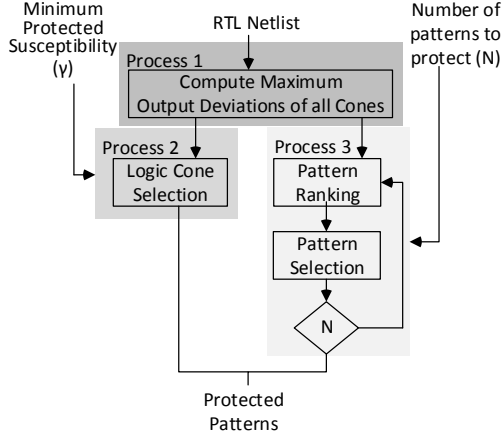 Minimum
Protected
Susceptibility
(γ)
RTL Netlist
Number of
patterns to
protect (N)
Process 1
Compute Maximum
Output Deviations of all Cones
Process 2
Logic Cone
Selection
Process 3
Pattern
Ranking
Pattern
Selection
N
Protected
Patterns